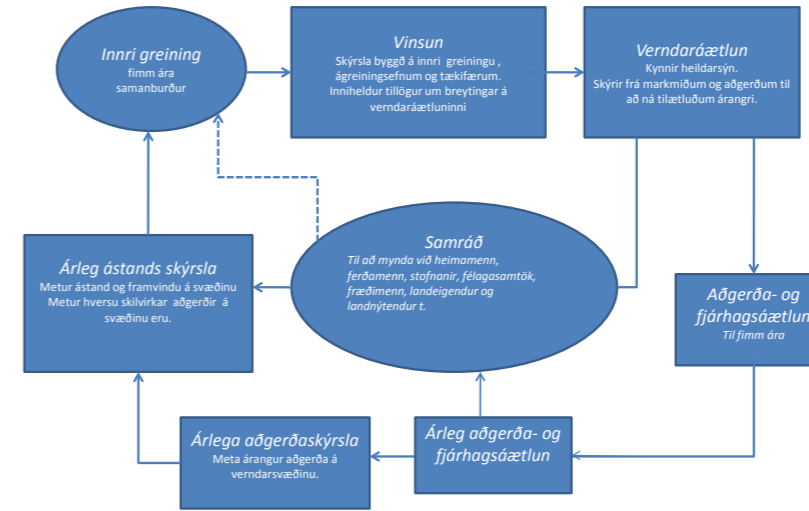 Innri greining
fimm ára
samanburður
Vinsun
Skýrsla byggð á innri greiningu ,
ágreiningsefnum og tækifærum.
Inniheldur tillögur um breytingar á
verndaráætluninni
Verndaráætlun
Kynnir heildarsýn.
Skýrir frá markmiðum og aðgerðum til
að ná tilætluðum árangri.
Árleg ástands skýrsla
Metur ástand og framvindu á svæðinu
Metur hversu skilvirkar aðgerðir á
svæðinu eru.
Samráð
Til að mynda við heimamenn,
ferðamenn, stofnanir, félagasamtök,
fræðimenn, landeigendur og
landnýtendur t.
Aðgerða- og
fjárhagsáætlun
Til fimm ára
Árlega aðgerðaskýrsla
Meta árangur aðgerða á
verndarsvæðinu.
Árleg aðgerða- og
fjárhagsáætlun